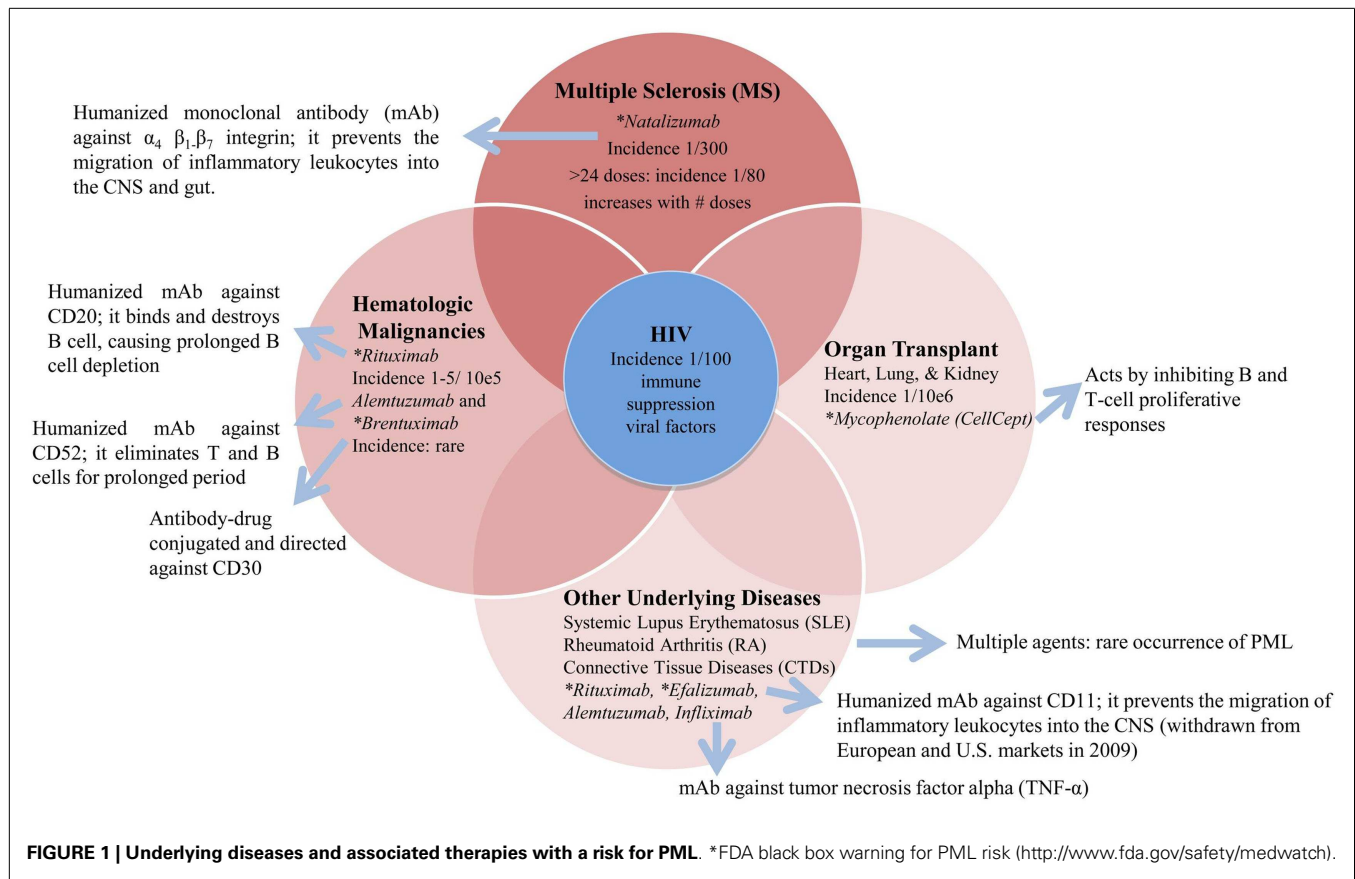 Multiple Sclerosis (MS)
*Natalizumab
Incidence 1/300
>24 doses: incidence 1/80
increases with # doses
Humanized monoclonal antibody (mAb)
against α₄ β₁-β₇ integrin; it prevents the
migration of inflammatory leukocytes into
the CNS and gut.
Hematologic
Malignancies
*Rituximab
Incidence 1-5/ 10e5
Alemtuzumab and
*Brentuximab
Incidence: rare
Humanized mAb against
CD20; it binds and destroys
B cell, causing prolonged B
cell depletion
Humanized mAb against
CD52; it eliminates T and B
cells for prolonged period
Antibody-drug
conjugated and directed
against CD30
HIV
Incidence 1/100
immune
suppression
viral factors
Organ Transplant
Heart, Lung, & Kidney
Incidence 1/10e6
*Mycophenolate (CellCept)
Acts by inhibiting B and
T-cell proliferative
responses
Other Underlying Diseases
Systemic Lupus Erythematosus (SLE)
Rheumatoid Arthritis (RA)
Connective Tissue Diseases (CTDs)
*Rituximab, *Efalizumab,
Alemtuzumab, Infliximab
Multiple agents: rare occurrence of PML
Humanized mAb against CD11; it prevents the migration of
inflammatory leukocytes into the CNS (withdrawn from
European and U.S. markets in 2009)
mAb against tumor necrosis factor alpha (TNF-α)
FIGURE 1 | Underlying diseases and associated therapies with a risk for PML. *FDA black box warning for PML risk (http://www.fda.gov/safety/medwatch).